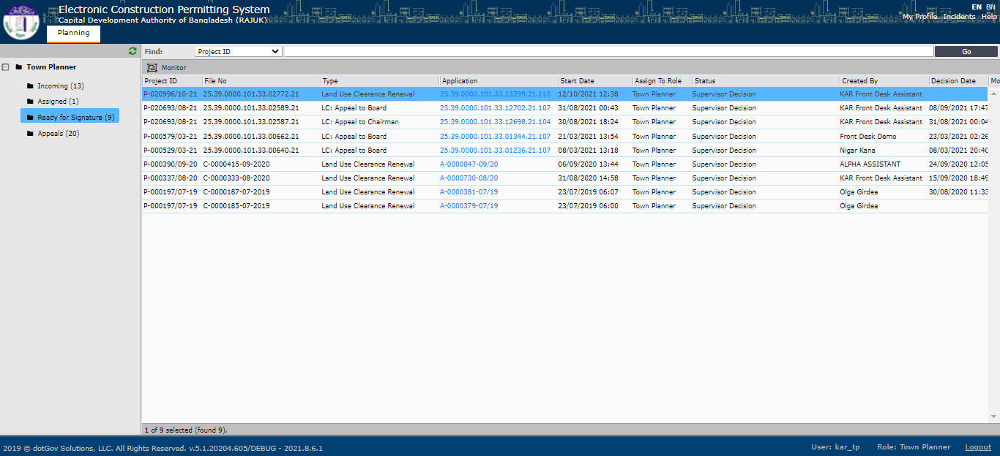 Electronic Construction Permitting System
Capital Development Authority of Bangladesh (RAJUK)
EN BN
My Profile Incidents Help
Planning
Find: Project ID Go
Town Planner
Incoming (13)
Assigned (1)
Ready for Signature (9)
Appeals (20)
Monitor
Project ID File No Type Application Start Date Assign To Role Status Created By Decision Date Mo
P-020996/10-21 25.39.0000.101.33.02772.21 Land Use Clearance Renewal 25.39.0000.101.33.13299.21.110 12/10/2021 12:38 Town Planner Supervisor Decision KAR Front Desk Assistant
P-020693/08-21 25.39.0000.101.33.02589.21 LC: Appeal to Board 25.39.0000.101.33.12702.21.107 31/08/2021 00:43 Town Planner Supervisor Decision KAR Front Desk Assistant 08/09/2021 17:47
P-020693/08-21 25.39.0000.101.33.02587.21 LC: Appeal to Chairman 25.39.0000.101.33.12698.21.104 30/08/2021 18:24 Town Planner Supervisor Decision KAR Front Desk Assistant 31/08/2021 00:04
P-000579/03-21 25.39.0000.101.33.00662.21 LC: Appeal to Board 25.39.0000.101.33.01344.21.107 21/03/2021 13:54 Town Planner Supervisor Decision Front Desk Demo 23/03/2021 02:26
P-000529/03-21 25.39.0000.101.33.00640.21 LC: Appeal to Board 25.39.0000.101.33.01236.21.107 08/03/2021 13:18 Town Planner Supervisor Decision Nigar Kana 08/03/2021 20:40
P-000390/09-20 C-0000415-09-2020 Land Use Clearance Renewal A-0000847-09/20 06/09/2020 13:44 Town Planner Supervisor Decision ALPHA ASSISTANT 24/09/2020 12:05
P-000337/08-20 C-0000333-08-2020 Land Use Clearance Renewal A-0000730-08/20 31/08/2020 14:58 Town Planner Supervisor Decision KAR Front Desk Assistant 15/09/2020 18:49
P-000197/07-19 C-0000187-07-2019 Land Use Clearance Renewal A-0000381-07/19 23/07/2019 06:07 Town Planner Supervisor Decision Olga Girdea 30/08/2020 11:33
P-000197/07-19 C-0000185-07-2019 Land Use Clearance Renewal A-0000379-07/19 23/07/2019 06:00 Town Planner Supervisor Decision Olga Girdea
1 of 9 selected (found 9).
2019 © dotGov Solutions, LLC. All Rights Reserved. v.5.1.20204.605/DEBUG - 2021.8.6.1
User: kar_tp Role: Town Planner Logout